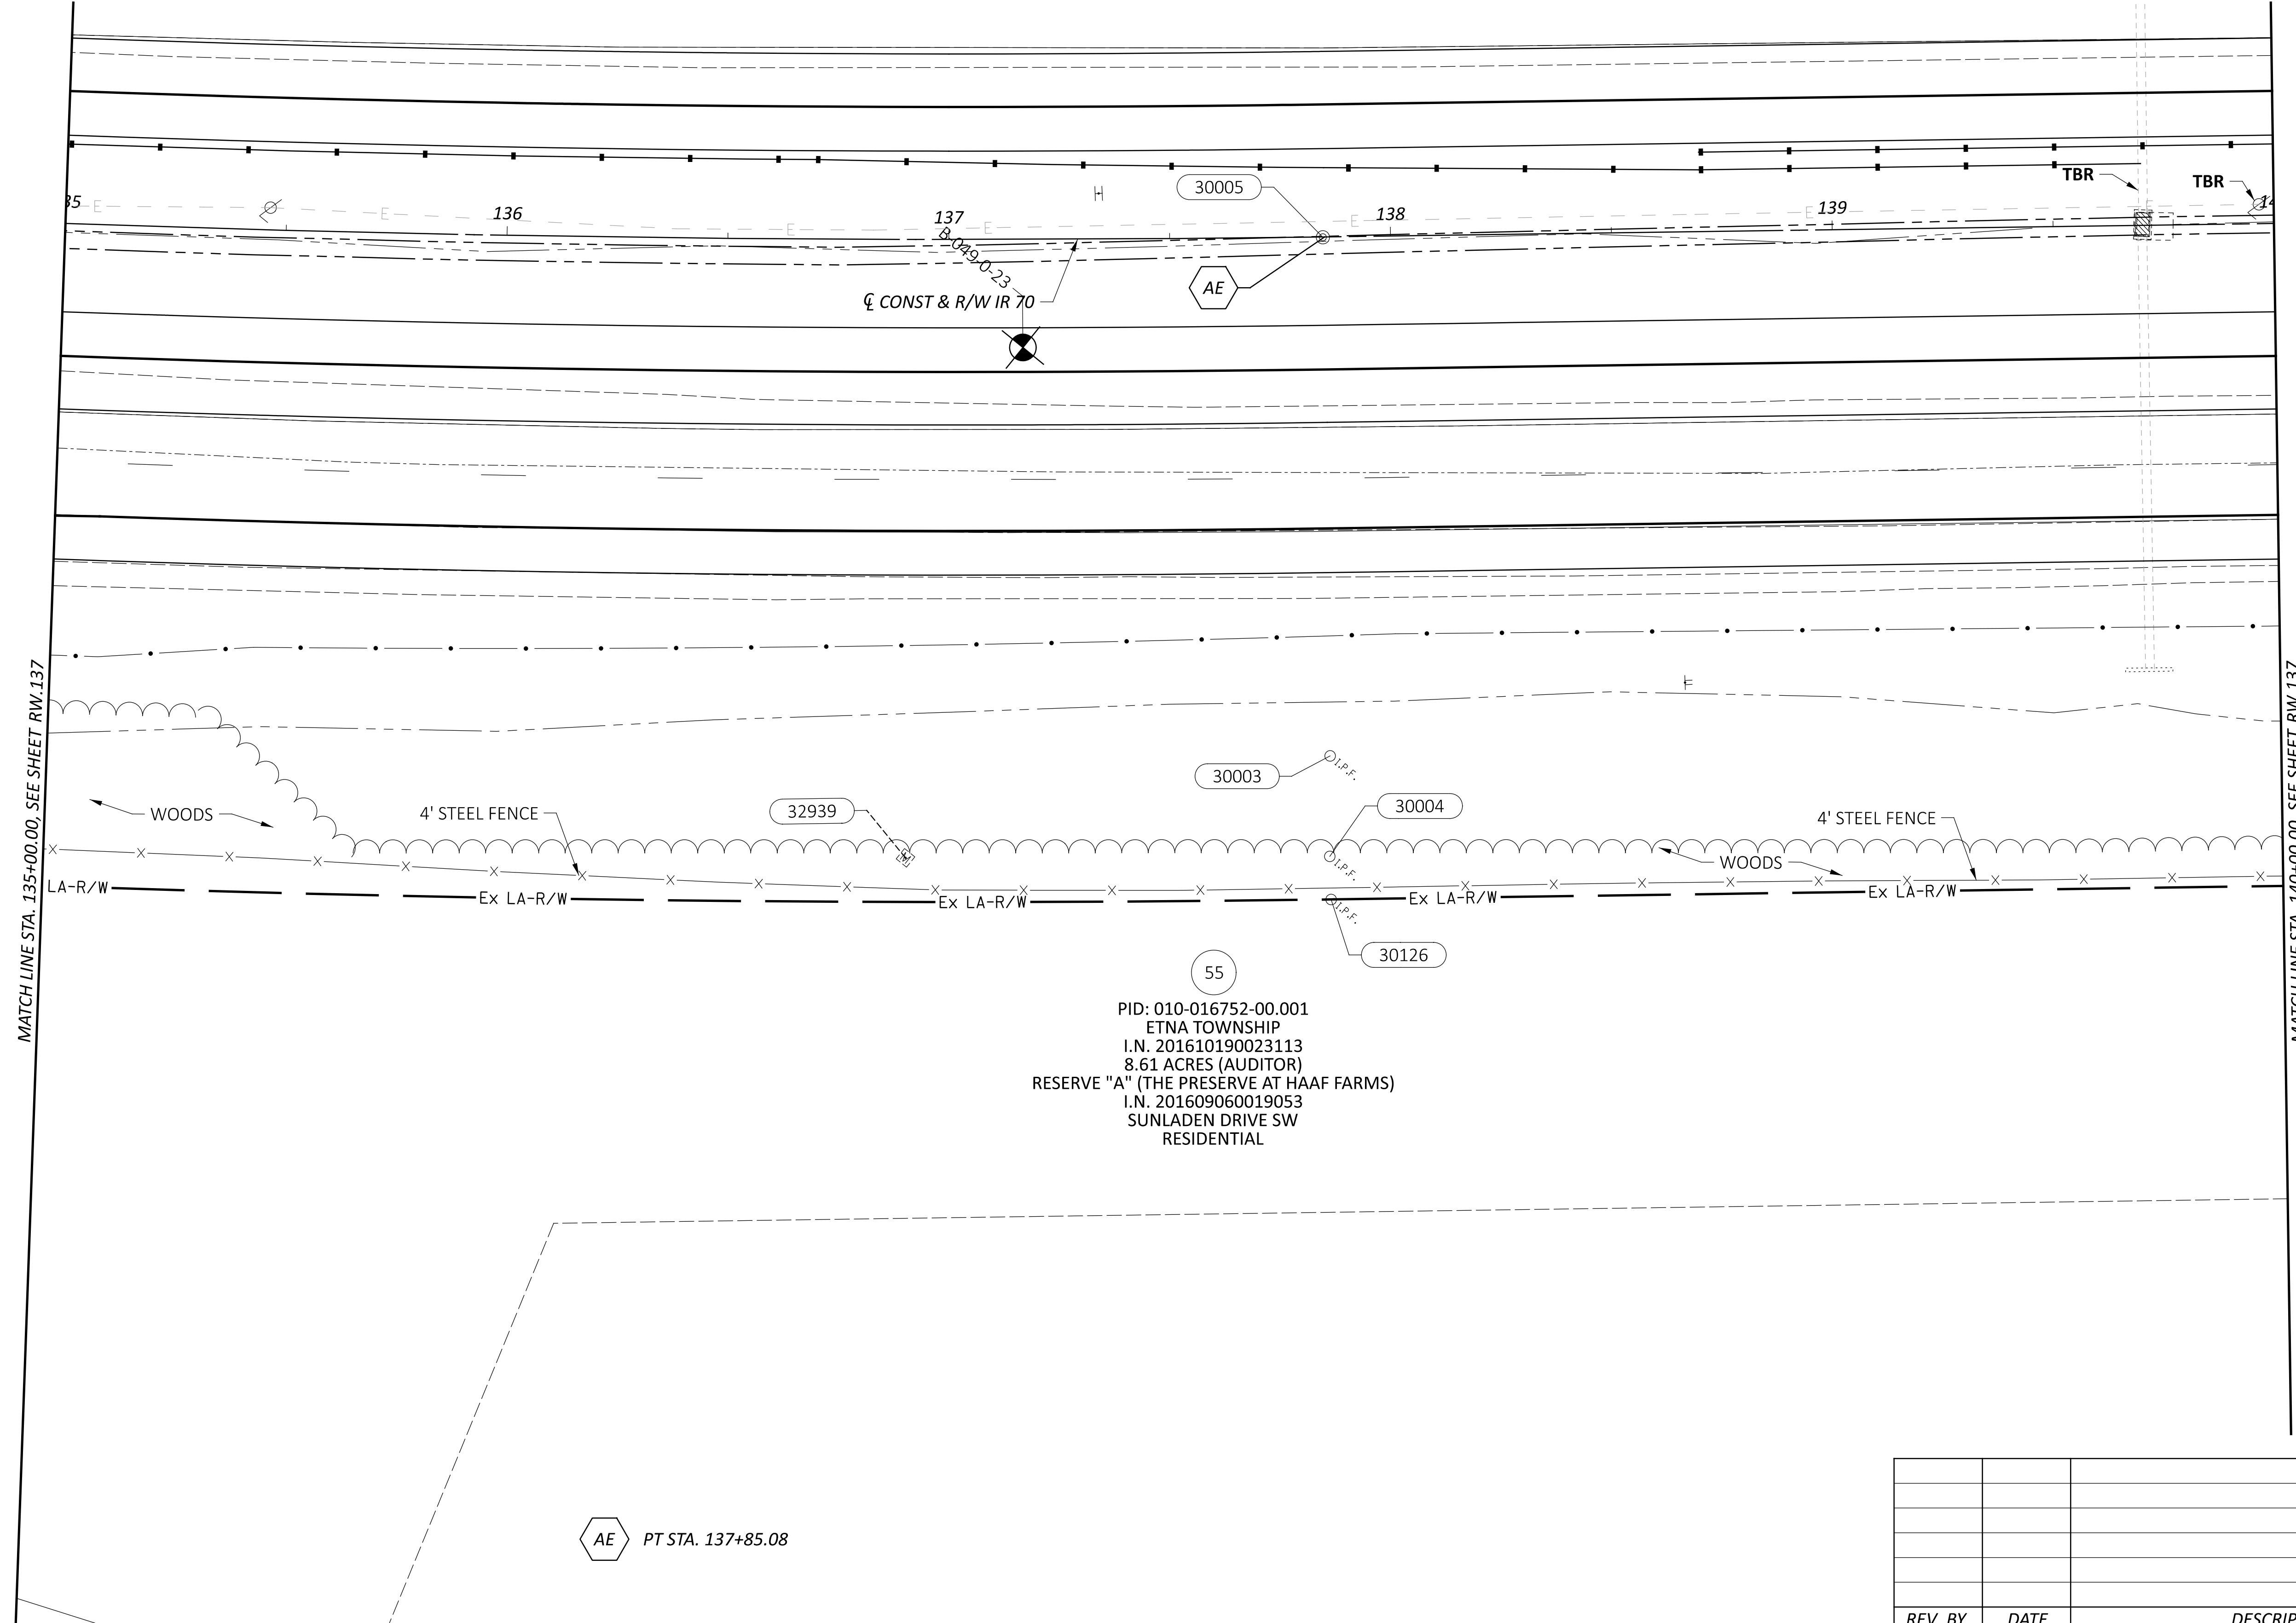 TBR
TBR
30005
35
136
137
138
139
14
E
E
E
E
E
E
B-049-0-23
℄ CONST & R/W IR 70
AE
MATCH LINE STA. 135+00.00, SEE SHEET RW.137
MATCH LINE STA. 140+00.00, SEE SHEET RW.137
30003
I.P.F.
30004
WOODS
4' STEEL FENCE
32939
4' STEEL FENCE
I.P.F.
WOODS
LA-R/W
Ex LA-R/W
Ex LA-R/W
Ex LA-R/W
Ex LA-R/W
I.P.F.
30126
55
PID: 010-016752-00.001
ETNA TOWNSHIP
I.N. 201610190023113
8.61 ACRES (AUDITOR)
RESERVE "A" (THE PRESERVE AT HAAF FARMS)
I.N. 201609060019053
SUNLADEN DRIVE SW
RESIDENTIAL
AE PT STA. 137+85.08
REV. BY DATE DESCRIP